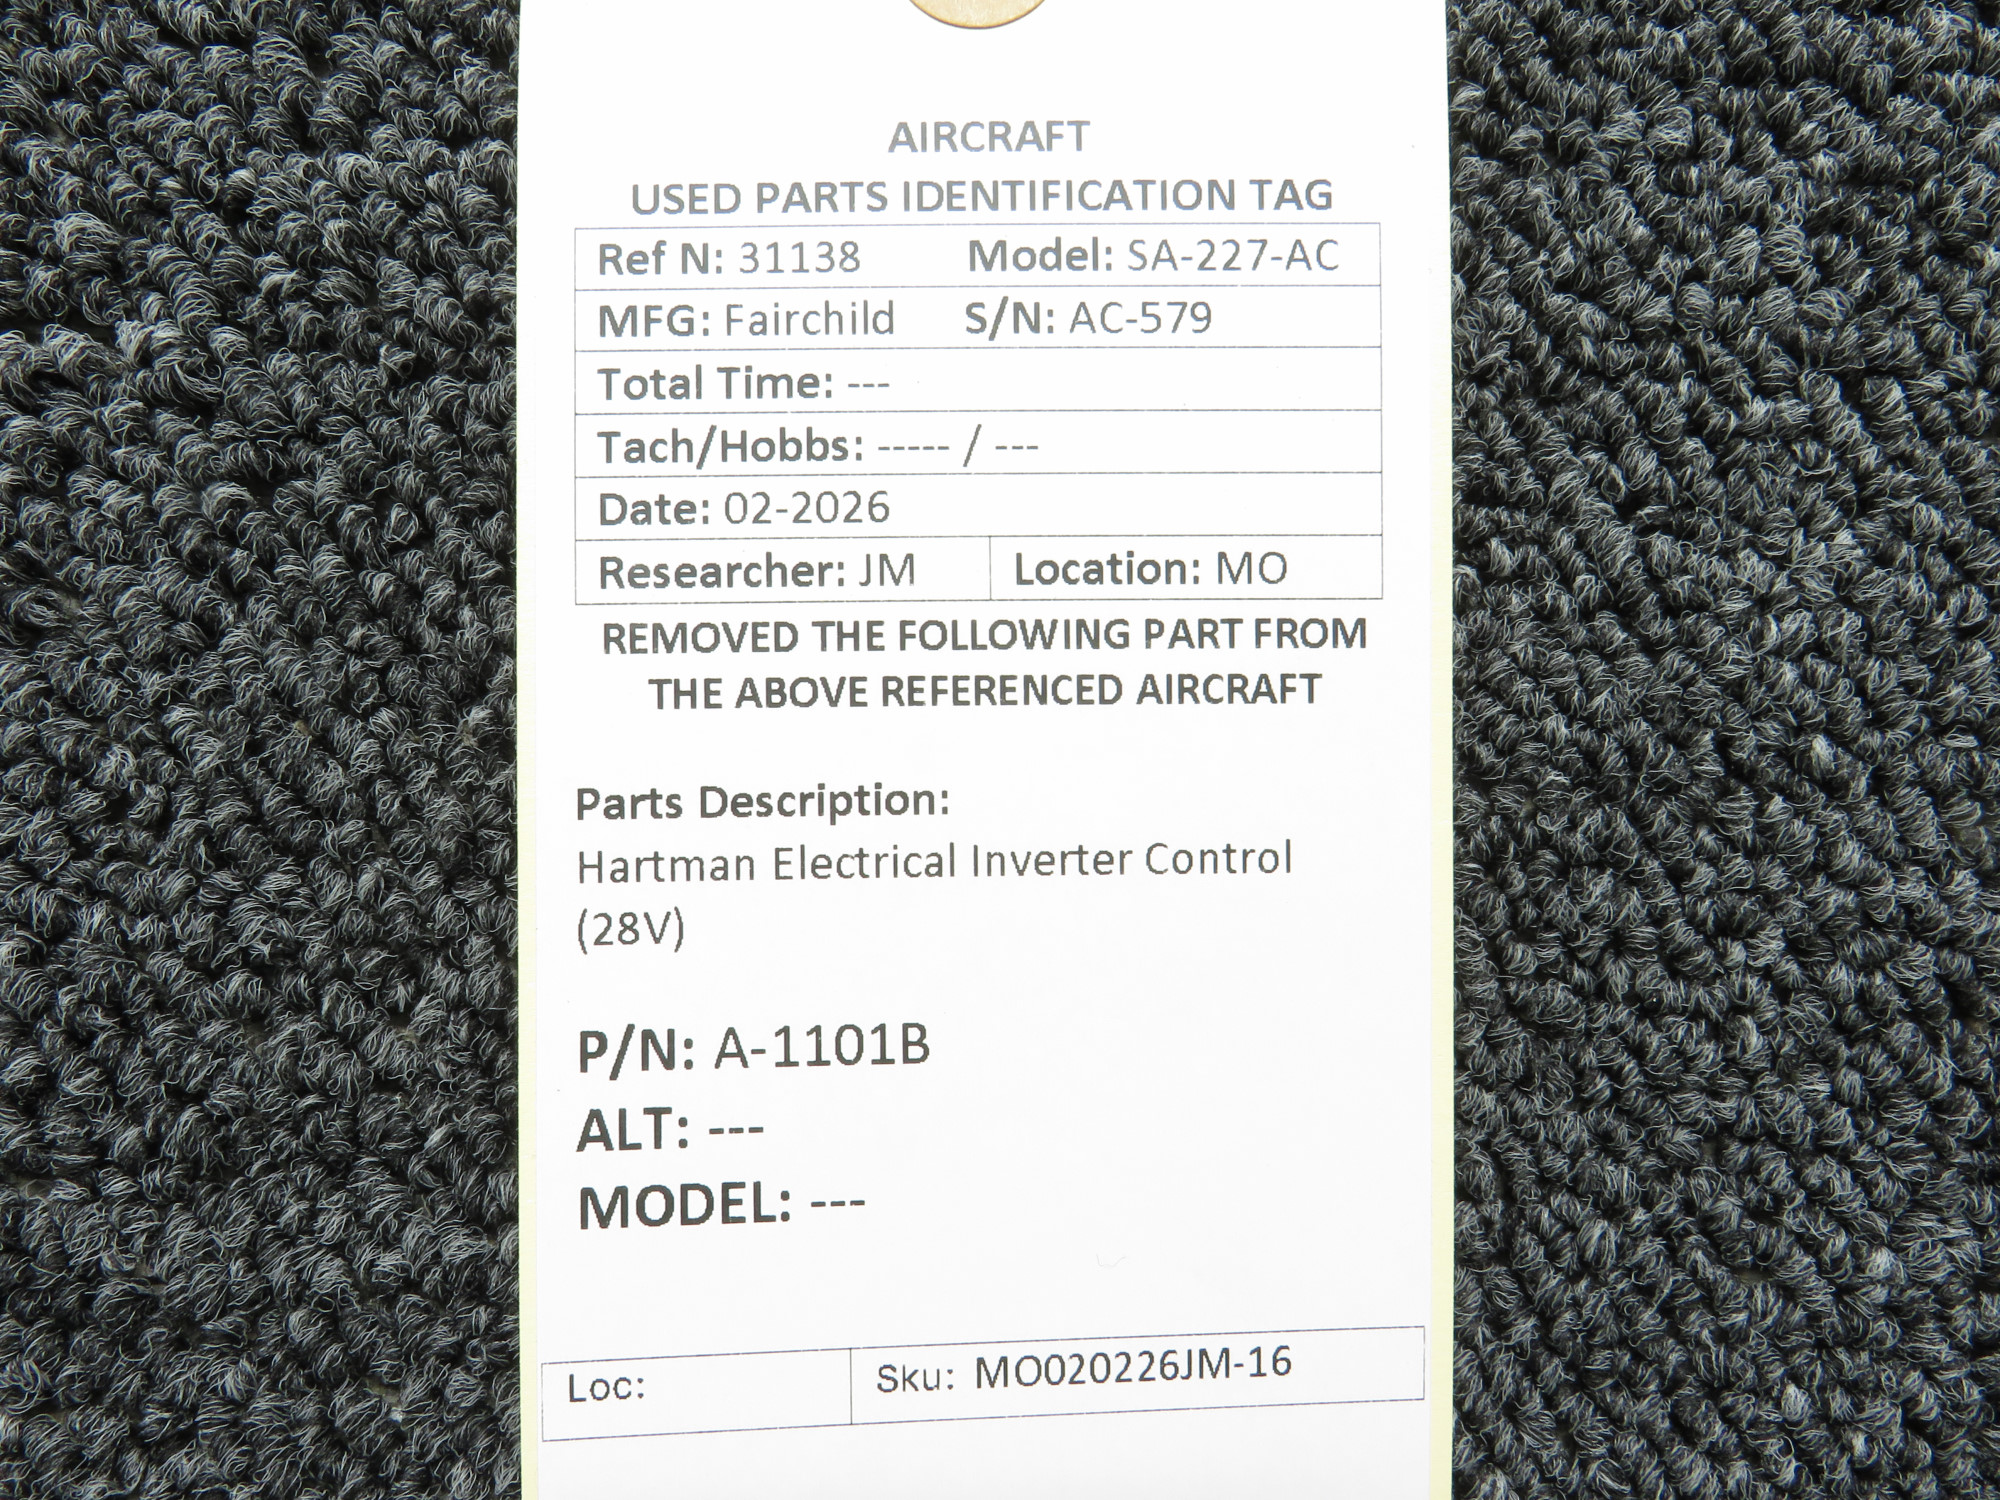 AIRCRAFT
USED PARTS IDENTIFICATION TAG
Ref N: 31138 Model: SA-227-AC
MFG: Fairchild S/N: AC-579
Total Time: ---
Tach/Hobbs: ----- / ---
Date: 02-2026
Researcher: JM Location: MO
REMOVED THE FOLLOWING PART FROM
THE ABOVE REFERENCED AIRCRAFT
Parts Description:
Hartman Electrical Inverter Control
(28V)
P/N: A-1101B
ALT: ---
MODEL: ---
Loc: Sku: MO020226JM-16